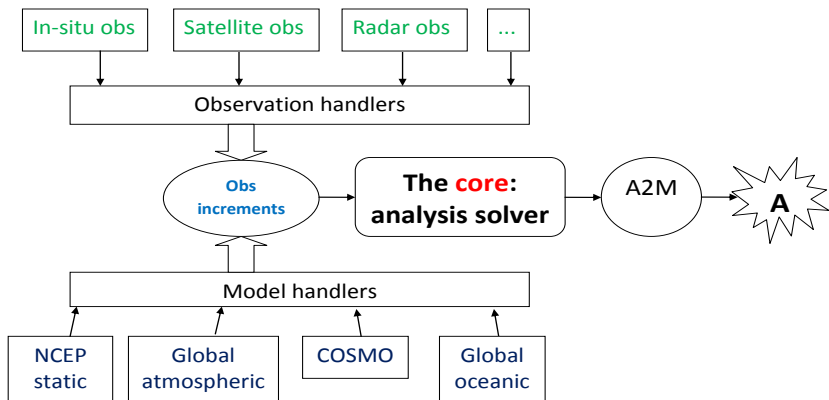 In-situ obs
Satellite obs
Radar obs
...
Observation handlers
Obs
increments
The core:
analysis solver
A2M
A
Model handlers
NCEP
static
Global
atmospheric
COSMO
Global
oceanic